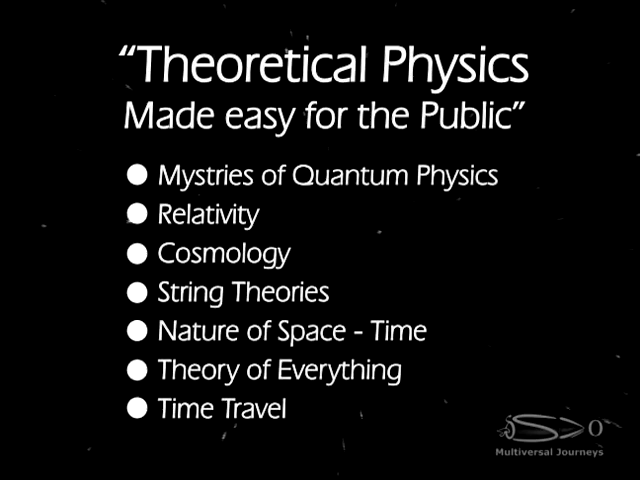 “Theoretical Physics
Made easy for the Public”
● Mystries of Quantum Physics
● Relativity
● Cosmology
● String Theories
● Nature of Space - Time
● Theory of Everything
● Time Travel
Multiversal Journeys